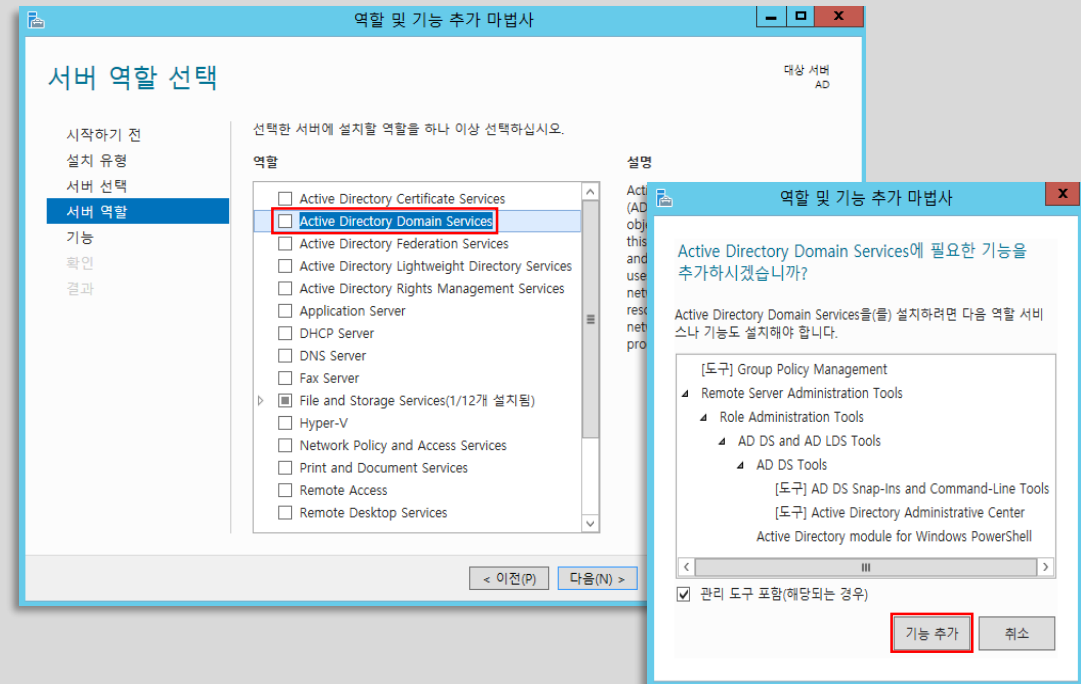 역할 및 기능 추가 마법사
서버 역할 선택
대상 서버
AD
시작하기 전
설치 유형
서버 선택
서버 역할
기능
확인
결과
선택한 서버에 설치할 역할을 하나 이상 선택하십시오.
역할
Active Directory Certificate Services
Active Directory Domain Services
Active Directory Federation Services
Active Directory Lightweight Directory Services
Active Directory Rights Management Services
Application Server
DHCP Server
DNS Server
Fax Server
File and Storage Services(1/12개 설치됨)
Hyper-V
Network Policy and Access Services
Print and Document Services
Remote Access
Remote Desktop Services
설명
< 이전(P)
다음(N) >
역할 및 기능 추가 마법사
Active Directory Domain Services에 필요한 기능을
추가하시겠습니까?
Active Directory Domain Services을(를) 설치하려면 다음 역할 서비
스나 기능도 설치해야 합니다.
[도구] Group Policy Management
Remote Server Administration Tools
Role Administration Tools
AD DS and AD LDS Tools
AD DS Tools
[도구] AD DS Snap-Ins and Command-Line Tools
[도구] Active Directory Administrative Center
Active Directory module for Windows PowerShell
관리 도구 포함(해당되는 경우)
기능 추가
취소